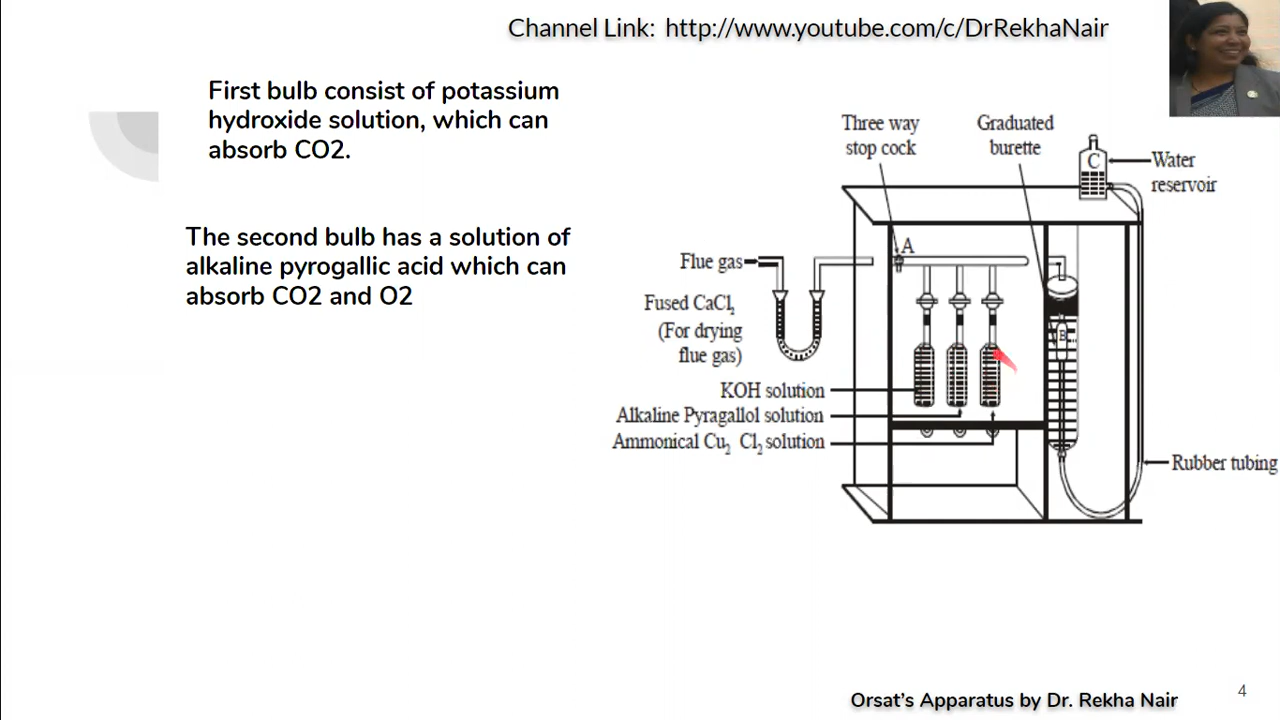 Channel Link: http://www.youtube.com/c/DrRekhaNair
First bulb consist of potassium
hydroxide solution, which can
absorb CO2.
The second bulb has a solution of
alkaline pyrogallic acid which can
absorb CO2 and O2
Three way
stop cock
Graduated
burette
C
Water
reservoir
A
Flue gas
Fused CaCl2
(For drying
flue gas)
B
KOH solution
Alkaline Pyragallol solution
Ammonical Cu2 Cl2 solution
Rubber tubing
Orsat's Apparatus by Dr. Rekha Nair
4